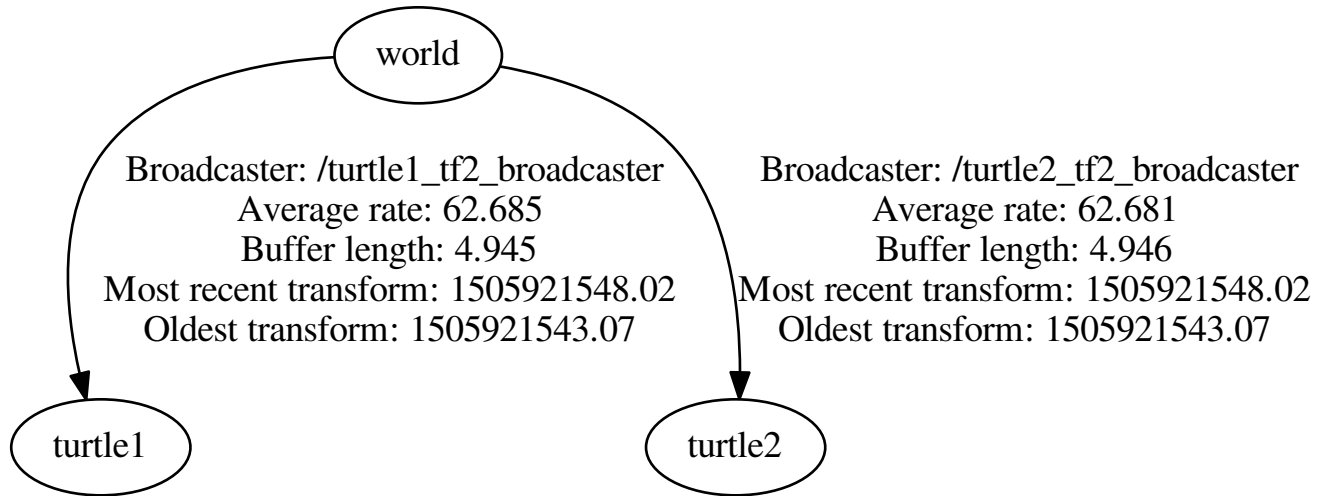 world
Broadcaster: /turtle1_tf2_broadcaster
Average rate: 62.685
Buffer length: 4.945
Most recent transform: 1505921548.02
Oldest transform: 1505921543.07
Broadcaster: /turtle2_tf2_broadcaster
Average rate: 62.681
Buffer length: 4.946
Most recent transform: 1505921548.02
Oldest transform: 1505921543.07
turtle1
turtle2